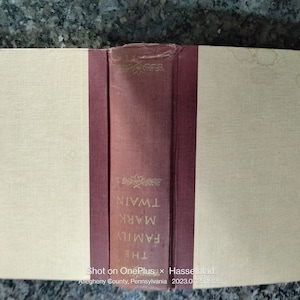 THE
FAMILY
MARK
TWAIN
Shot on OnePlus × Hasselblad
Allegheny County, Pennsylvania